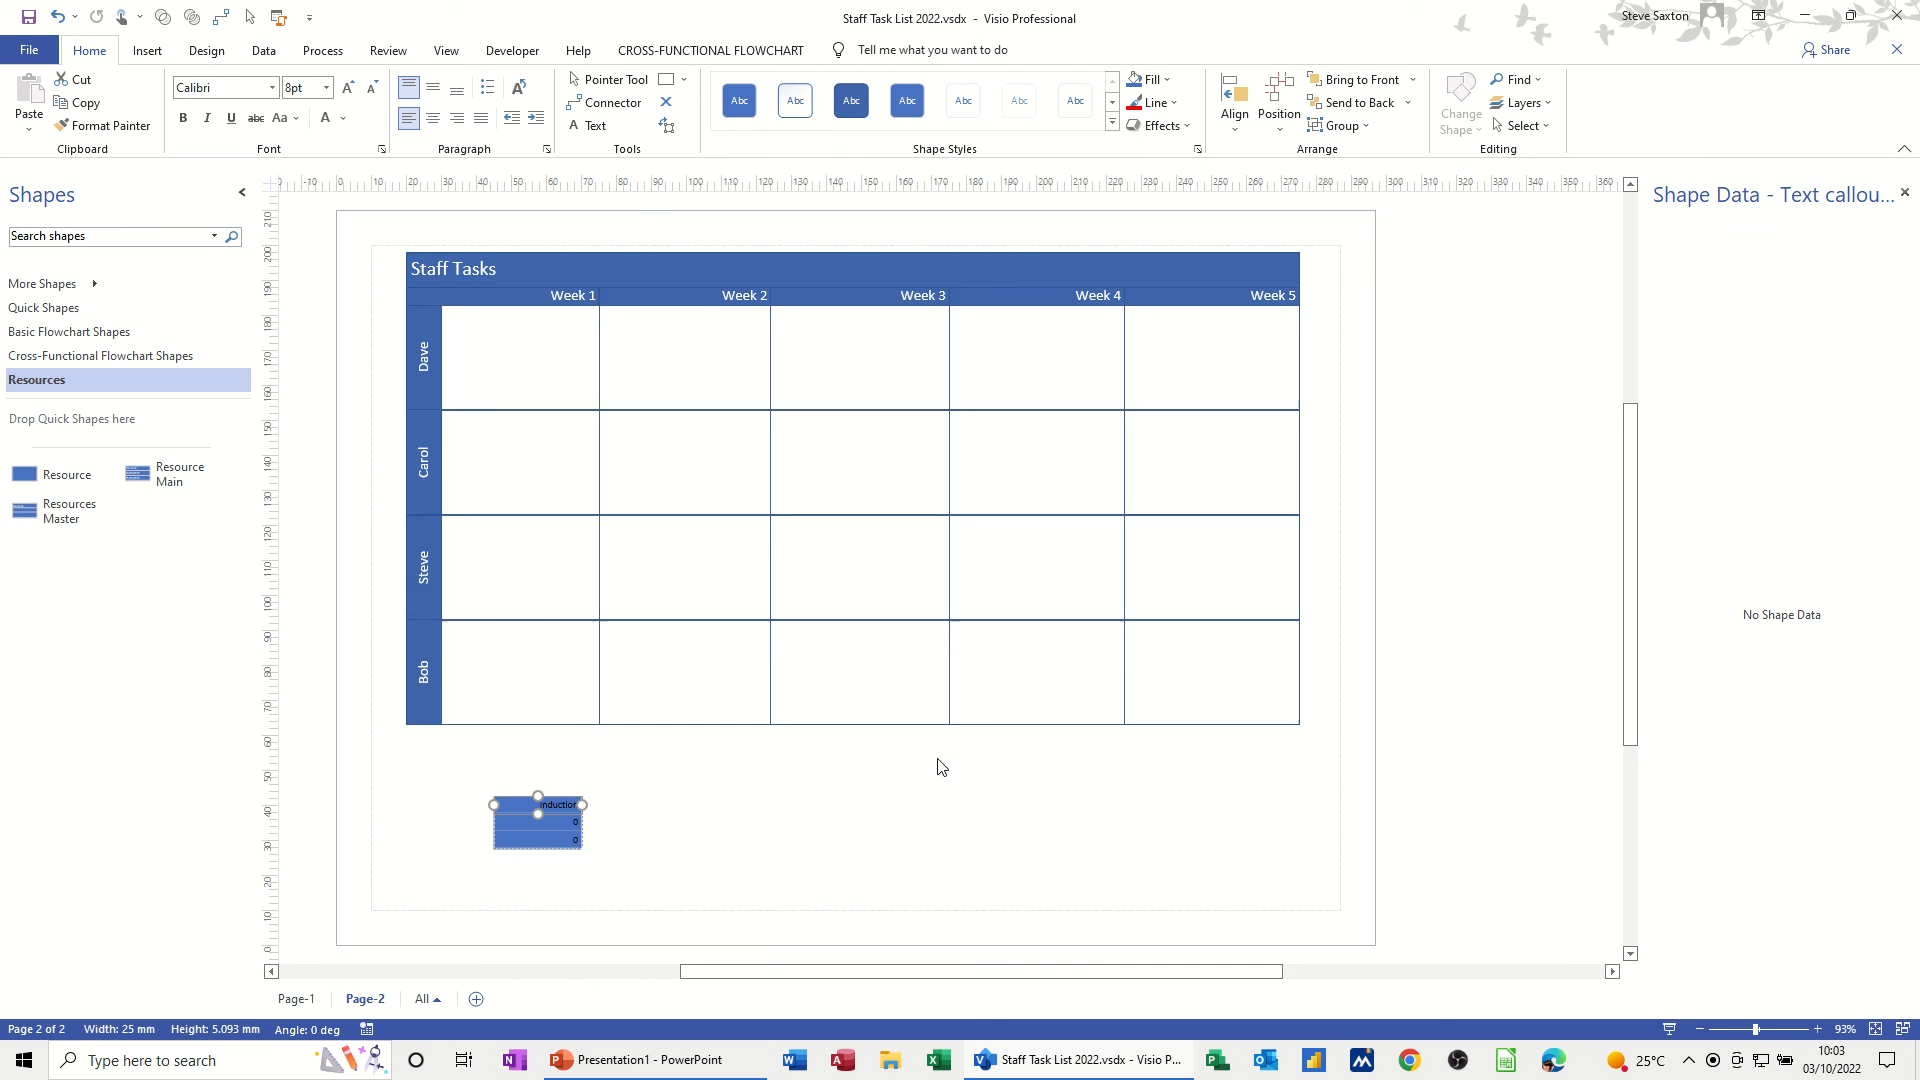 Staff Task List 2022.vsdx - Visio Professional
Steve Saxton
File Home Insert Design Data Process Review View Developer Help CROSS-FUNCTIONAL FLOWCHART Tell me what you want to do
Share
Paste
Cut
Copy
Format Painter
Clipboard
Calibri 8pt
B I U abc Aa A
Font
Paragraph
Pointer Tool
Connector
A Text
Tools
Abc Abc Abc Abc Abc Abc Abc
Shape Styles
Fill
Line
Effects
Align
Position
Bring to Front
Send to Back
Group
Arrange
Change
Shape
Find
Layers
Select
Editing
Shapes
Search shapes
More Shapes
Quick Shapes
Basic Flowchart Shapes
Cross-Functional Flowchart Shapes
Resources
Drop Quick Shapes here
Resource
Resource
Main
Resources
Master
Staff Tasks
Week 1 Week 2 Week 3 Week 4 Week 5
Dave
Carol
Steve
Bob
Induction
0
0
Shape Data - Text callou...
No Shape Data
Page-1 Page-2 All
Page 2 of 2 Width: 25 mm Height: 5.093 mm Angle: 0 deg
93%
Type here to search
Presentation1 - PowerPoint
Staff Task List 2022.vsdx - Visio P...
25°C
10:03
03/10/2022